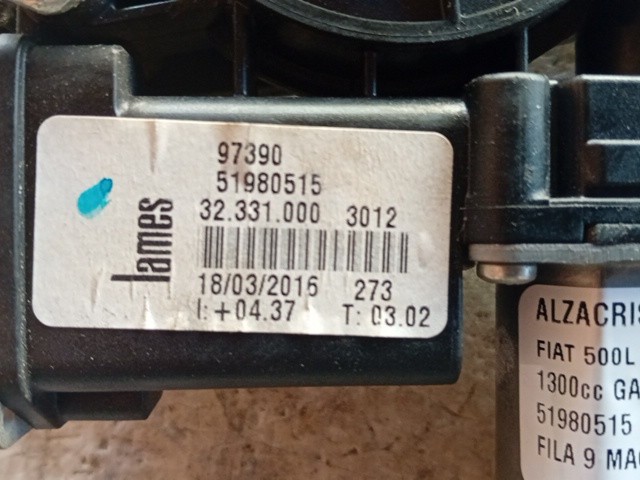 97390
51980515
32.331.000 3012
lames
18/03/2016 273
I:+04.37 T: 03.02
ALZACRIS
FIAT 500L
1300cc GA
51980515
FILA 9 MAG